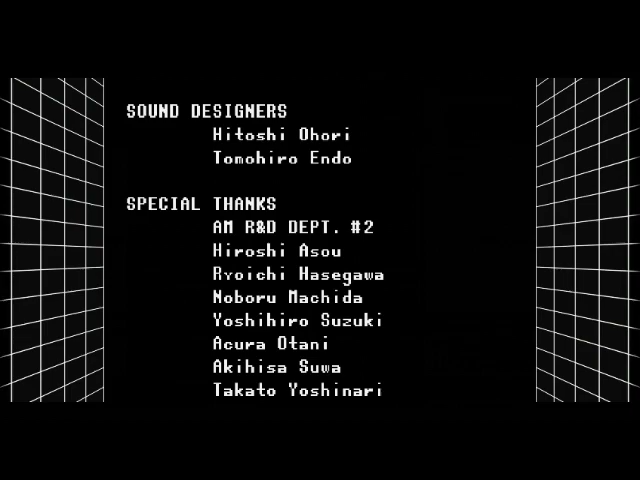 SOUND DESIGNERS
Hitoshi Ohori
Tomohiro Endo
SPECIAL THANKS
AM R&D DEPT. #2
Hiroshi Asou
Ryoichi Hasegawa
Noboru Machida
Yoshihiro Suzuki
Acura Otani
Akihisa Suwa
Takato Yoshinari